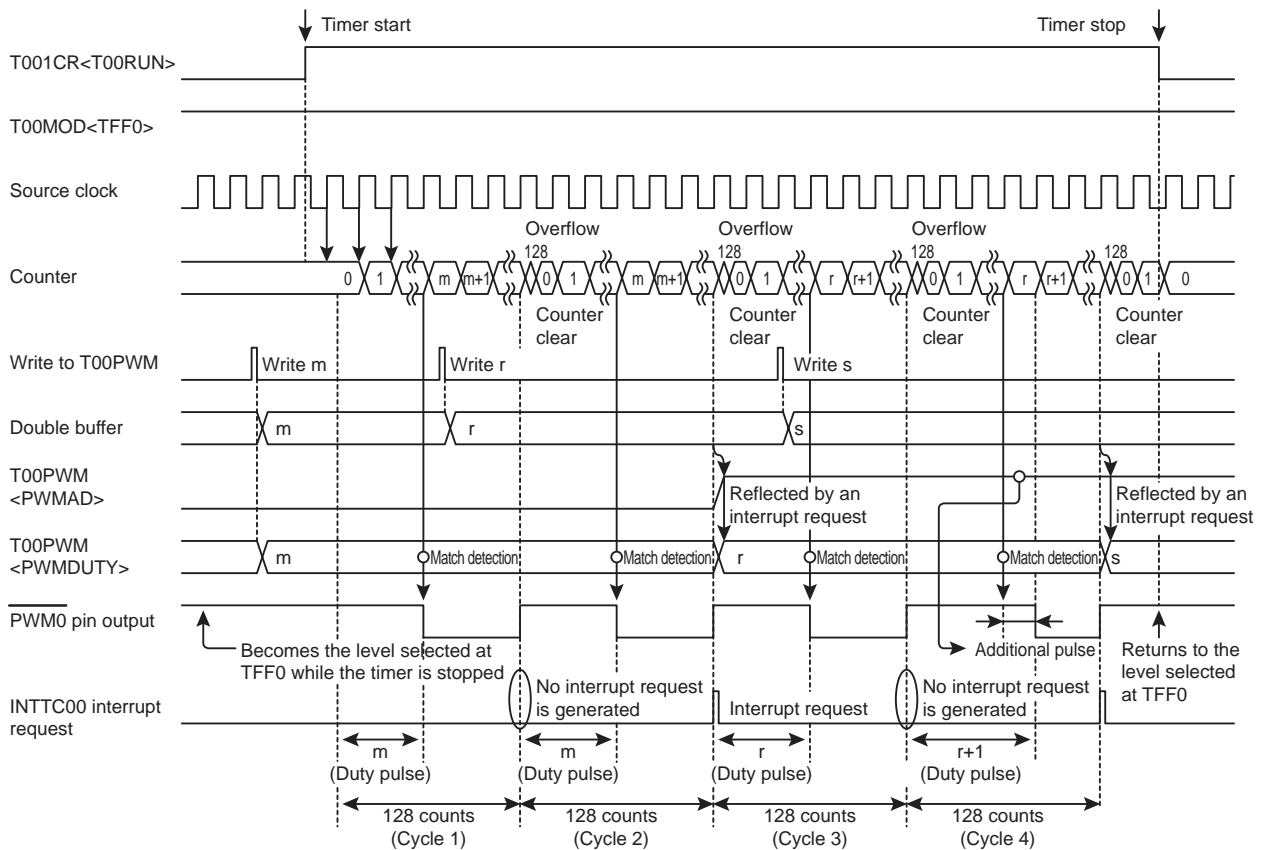 Timer start
Timer stop
T001CR<T00RUN>
T00MOD<TFF0>
Source clock
Overflow Overflow Overflow
128 128 128 128
Counter
0 1 m m+1 0 1 m m+1 0 1 r r+1 0 1 r r+1 0 1 0
Counter clear
Counter clear
Counter clear
Counter clear
Write to T00PWM
Write m
Write r
Write s
Double buffer
m
r
s
T00PWM
<PWMAD>
Reflected by an
interrupt request
Reflected by an
interrupt request
T00PWM
<PWMDUTY>
m
Match detection
Match detection
r
Match detection
Match detection
s
PWM0 pin output
Becomes the level selected at
TFF0 while the timer is stopped
Additional pulse
Returns to the
level selected
at TFF0
INTTC00 interrupt
request
No interrupt request
is generated
Interrupt request
No interrupt request
is generated
m
(Duty pulse)
m
(Duty pulse)
r
(Duty pulse)
r+1
(Duty pulse)
128 counts
(Cycle 1)
128 counts
(Cycle 2)
128 counts
(Cycle 3)
128 counts
(Cycle 4)